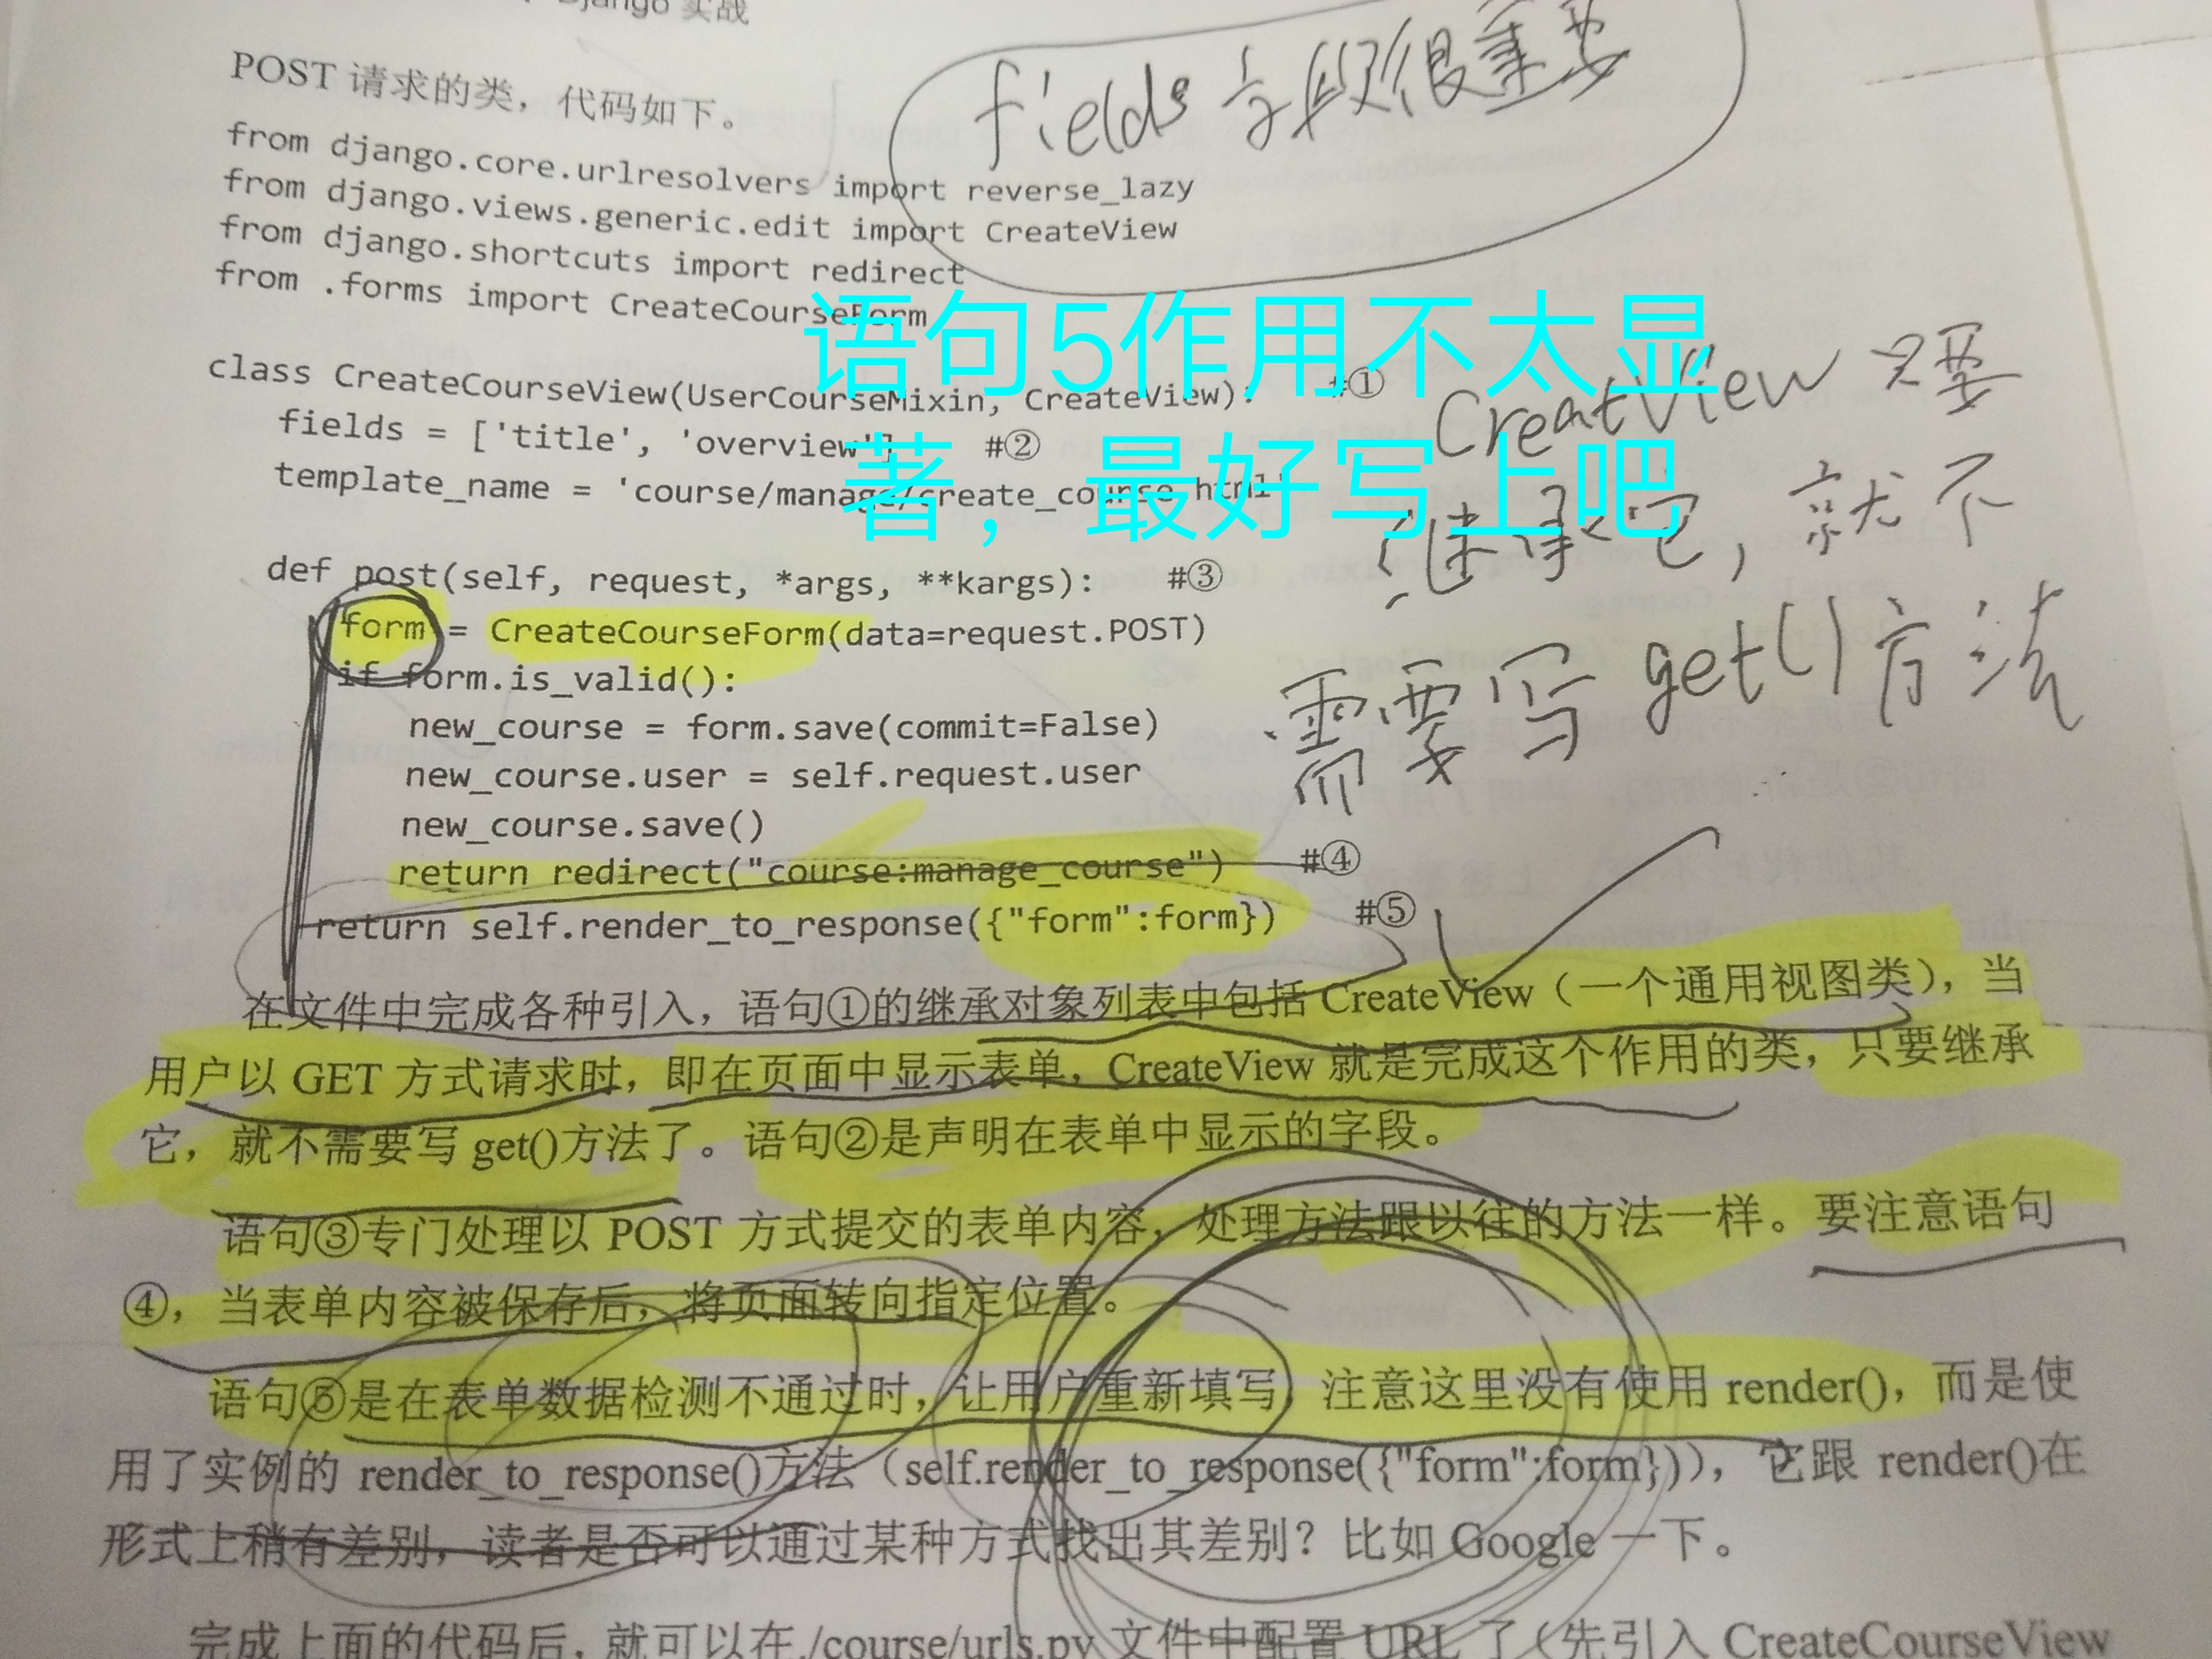 Django 实战
fields 字段很重要
POST 请求的类，代码如下。
from django.core.urlresolvers import reverse_lazy
from django.views.generic.edit import CreateView
from django.shortcuts import redirect
from .forms import CreateCourseForm
语句5作用不太显
著，最好写上吧
class CreateCourseView(UserCourseMixin, CreateView): #①
fields = ['title', 'overview'] #②
template_name = 'course/manage/create_course.html'
CreatView 只要
继承它，就不
需要写 get() 方法
def post(self, request, *args, **kargs): #③
form = CreateCourseForm(data=request.POST)
if form.is_valid():
new_course = form.save(commit=False)
new_course.user = self.request.user
new_course.save()
return redirect("course:manage_course") #④
return self.render_to_response({"form":form}) #⑤
在文件中完成各种引入，语句①的继承对象列表中包括 CreateView（一个通用视图类），当
用户以 GET 方式请求时，即在页面中显示表单，CreateView 就是完成这个作用的类，只要继承
它，就不需要写 get()方法了。语句②是声明在表单中显示的字段。
语句③专门处理以 POST 方式提交的表单内容，处理方法跟以往的方法一样。要注意语句
④，当表单内容被保存后，将页面转向指定位置。
语句⑤是在表单数据检测不通过时，让用户重新填写，注意这里没有使用 render()，而是使
用了实例的 render_to_response()方法（self.render_to_response({"form":form})），它跟 render()在
形式上稍有差别，读者是否可以通过某种方式找出其差别？比如 Google 一下。
完成上面的代码后，就可以在./course/urls.py 文件中配置 URL 了（先引入 CreateCourseView